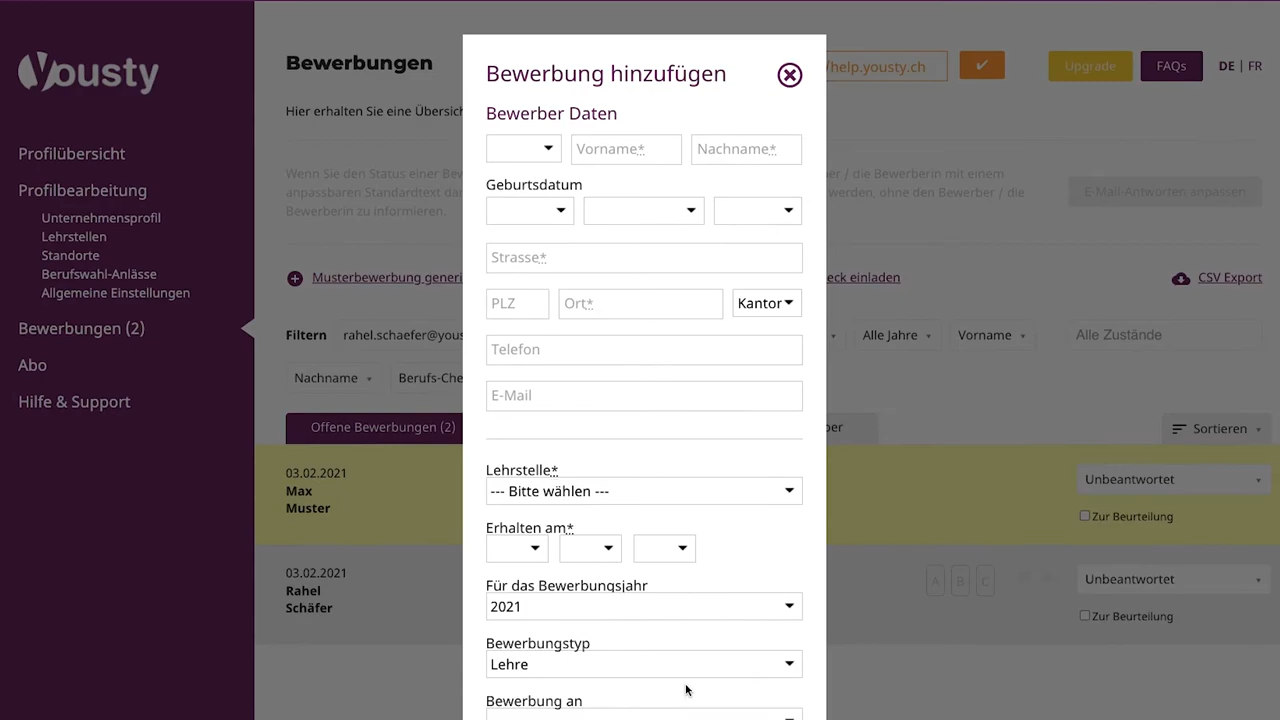 Yousty
Profilübersicht
Profilbearbeitung
Unternehmensprofil
Lehrstellen
Standorte
Berufswahl-Anlässe
Allgemeine Einstellungen
Bewerbungen (2)
Abo
Hilfe & Support
Bewerbungen
/help.yousty.ch
Upgrade
FAQs
DE | FR
Hier erhalten Sie eine Übersic
Wenn Sie den Status einer Bew
anpassbaren Standardtext dar
Bewerberin zu informieren.
er / die Bewerberin mit einem
werden, ohne den Bewerber / die
E-Mail-Antworten anpassen
Musterbewerbung generi
eck einladen
CSV Export
Filtern
rahel.schaefer@yous
Alle Jahre
Vorname
Alle Zustände
Nachname
Berufs-Che
Offene Bewerbungen (2)
ber
Sortieren
03.02.2021
Max
Muster
Unbeantwortet
Zur Beurteilung
03.02.2021
Rahel
Schäfer
A B C
Unbeantwortet
Zur Beurteilung
Bewerbung hinzufügen
Bewerber Daten
Vorname*
Nachname*
Geburtsdatum
Strasse*
PLZ
Ort*
Kantor
Telefon
E-Mail
Lehrstelle*
--- Bitte wählen ---
Erhalten am*
Für das Bewerbungsjahr
2021
Bewerbungstyp
Lehre
Bewerbung an